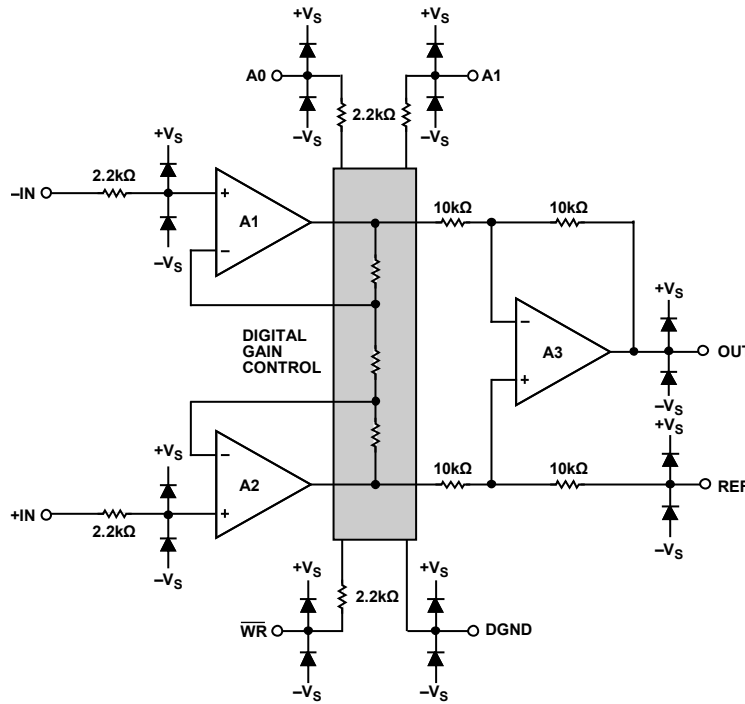 +VS +VS
A0 A1
2.2kΩ
–VS –VS
+VS
2.2kΩ
–IN
+
A1
–
–VS
10kΩ 10kΩ
DIGITAL
GAIN
CONTROL
–
A3
+
+VS
OUT
–VS
–
A2
+
+VS
+IN
2.2kΩ
–VS
10kΩ 10kΩ
+VS
REF
–VS
+VS +VS
2.2kΩ
WR DGND
–VS –VS